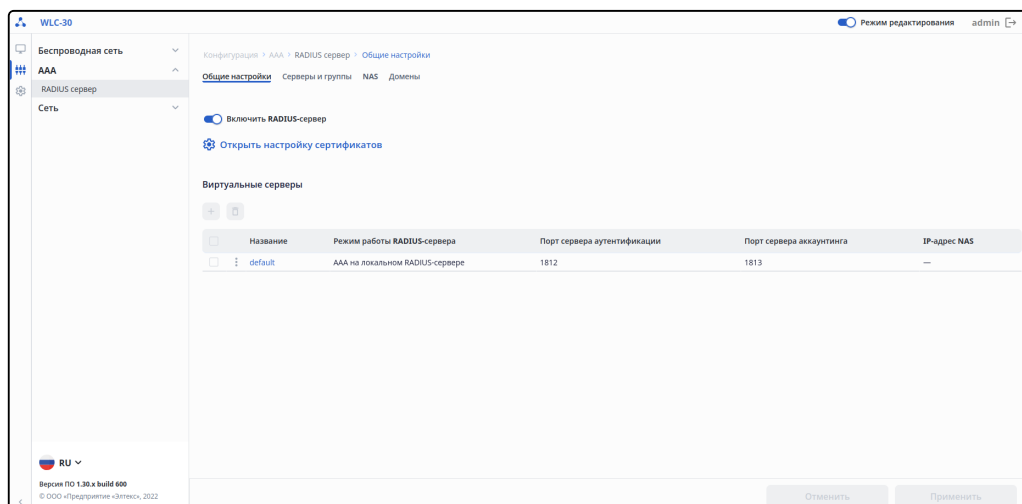 WLC-30
Режим редактирования
admin
Беспроводная сеть
AAA
RADIUS сервер
Сеть
Конфигурация > AAA > RADIUS сервер > Общие настройки
Общие настройки Серверы и группы NAS Домены
Включить RADIUS-сервер
Открыть настройку сертификатов
Виртуальные серверы
Название Режим работы RADIUS-сервера Порт сервера аутентификации Порт сервера аккаунтинга IP-адрес NAS
default AAA на локальном RADIUS-сервере 1812 1813 —
RU
Версия ПО 1.30.x build 600
© ООО «Предприятие «Элтекс», 2022
Отменить Применить